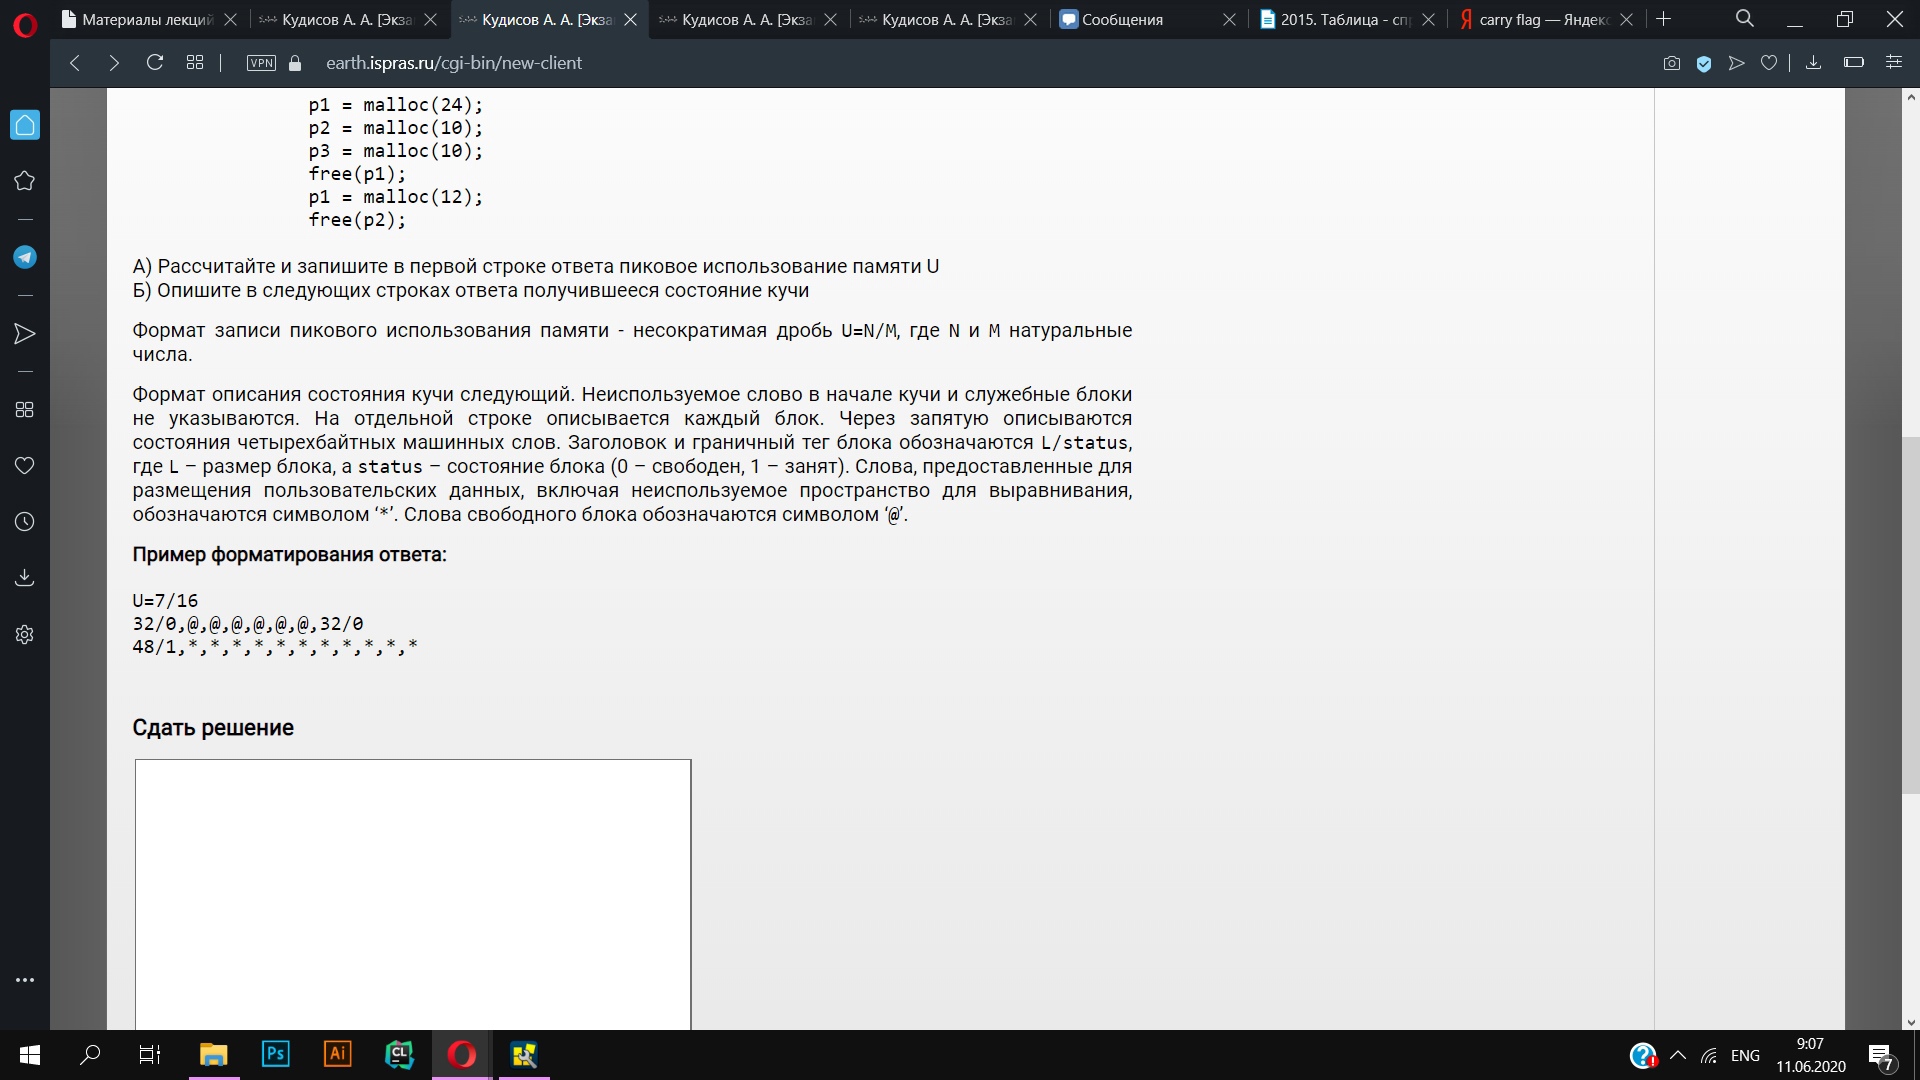 Материалы лекций
Кудисов А. А. [Экза
Кудисов А. А. [Экза
Кудисов А. А. [Экза
Кудисов А. А. [Экза
Сообщения
2015. Таблица - сп
carry flag — Яндекс
VPN
earth.ispras.ru/cgi-bin/new-client
p1 = malloc(24);
p2 = malloc(10);
p3 = malloc(10);
free(p1);
p1 = malloc(12);
free(p2);
А) Рассчитайте и запишите в первой строке ответа пиковое использование памяти U
Б) Опишите в следующих строках ответа получившееся состояние кучи
Формат записи пикового использования памяти - несократимая дробь U=N/M, где N и M натуральные
числа.
Формат описания состояния кучи следующий. Неиспользуемое слово в начале кучи и служебные блоки
не указываются. На отдельной строке описывается каждый блок. Через запятую описываются
состояния четырехбайтных машинных слов. Заголовок и граничный тег блока обозначаются L/status,
где L – размер блока, а status – состояние блока (0 – свободен, 1 – занят). Слова, предоставленные для
размещения пользовательских данных, включая неиспользуемое пространство для выравнивания,
обозначаются символом ‘*’. Слова свободного блока обозначаются символом ‘@’.
Пример форматирования ответа:
U=7/16
32/0,@,@,@,@,@,@,32/0
48/1,*,*,*,*,*,*,*,*,*,*,*
Сдать решение
Ps
Ai
CL
ENG
9:07
11.06.2020
7